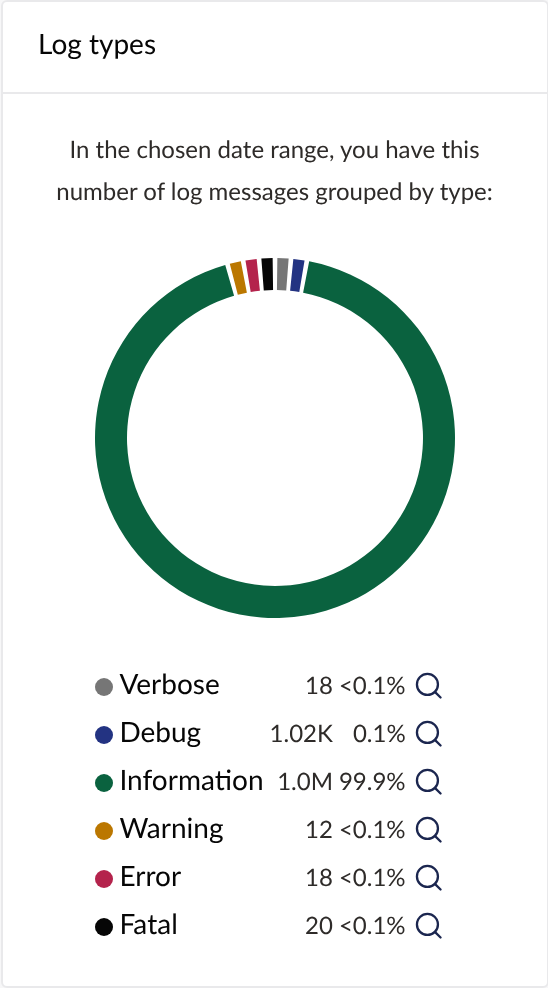 Log types
In the chosen date range, you have this
number of log messages grouped by type:
Verbose 18 <0.1%
Debug 1.02K 0.1%
Information 1.0M 99.9%
Warning 12 <0.1%
Error 18 <0.1%
Fatal 20 <0.1%